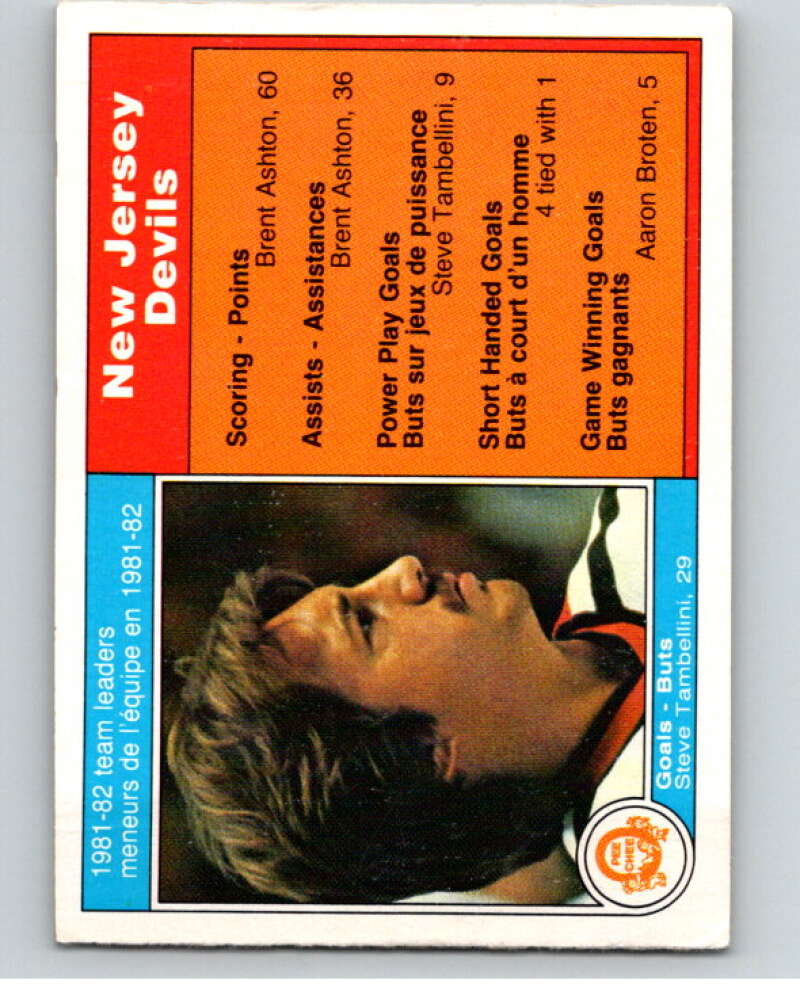 1981-82 team leaders
meneurs de l'équipe en 1981-82
New Jersey
Devils
Scoring - Points
Brent Ashton, 60
Assists - Assistances
Brent Ashton, 36
Power Play Goals
Buts sur jeux de puissance
Steve Tambellini, 9
Short Handed Goals
Buts à court d'un homme
4 tied with 1
Game Winning Goals
Buts gagnants
Aaron Broten, 5
Goals - Buts
Steve Tambellini, 29
PEE
CHEE